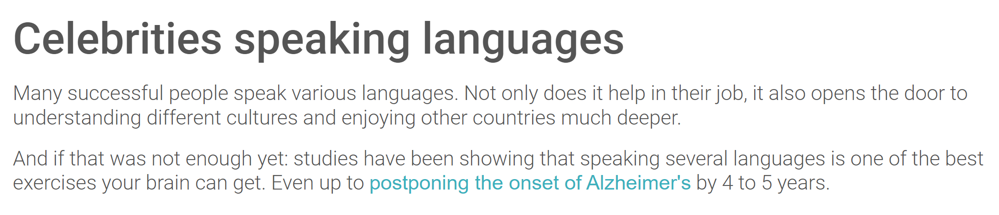 Celebrities speaking languages
Many successful people speak various languages. Not only does it help in their job, it also opens the door to
understanding different cultures and enjoying other countries much deeper.
And if that was not enough yet: studies have been showing that speaking several languages is one of the best
exercises your brain can get. Even up to postponing the onset of Alzheimer's by 4 to 5 years.